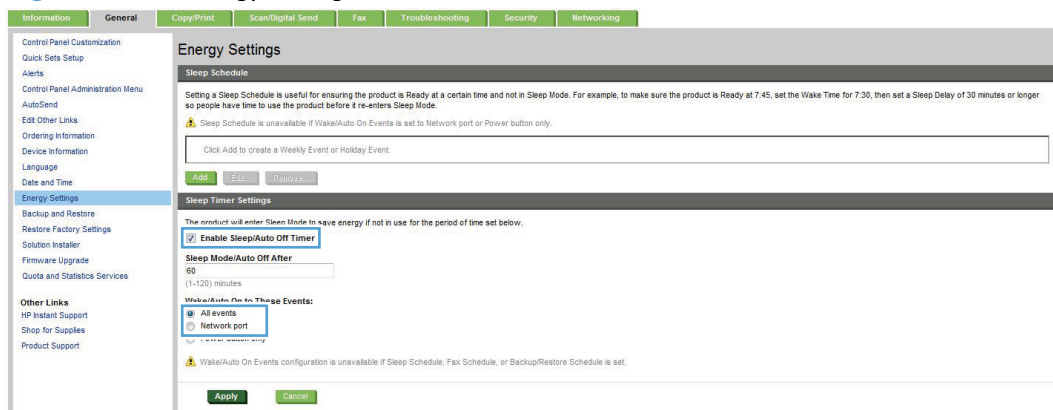 Information General Copy/Print Scan/Digital Send Fax Troubleshooting Security Networking
Control Panel Customization
Quick Sets Setup
Alerts
Control Panel Administration Menu
AutoSend
Edit Other Links
Ordering Information
Device Information
Language
Date and Time
Energy Settings
Backup and Restore
Restore Factory Settings
Solution Installer
Firmware Upgrade
Quota and Statistics Services
Other Links
HP Instant Support
Shop for Supplies
Product Support
Energy Settings
Sleep Schedule
Setting a Sleep Schedule is useful for ensuring the product is Ready at a certain time and not in Sleep Mode. For example, to make sure the product is Ready at 7:45, set the Wake Time for 7:30, then set a Sleep Delay of 30 minutes or longer
so people have time to use the product before it re-enters Sleep Mode.
Sleep Schedule is unavailable if Wake/Auto On Events is set to Network port or Power button only.
Click Add to create a Weekly Event or Holiday Event.
Add Edit... Remove...
Sleep Timer Settings
The product will enter Sleep Mode to save energy if not in use for the period of time set below.
Enable Sleep/Auto Off Timer
Sleep Mode/Auto Off After
60
(1-120) minutes
Wake/Auto On to These Events:
All events
Network port
Power button only
Wake/Auto On Events configuration is unavailable if Sleep Schedule, Fax Schedule, or Backup/Restore Schedule is set.
Apply Cancel